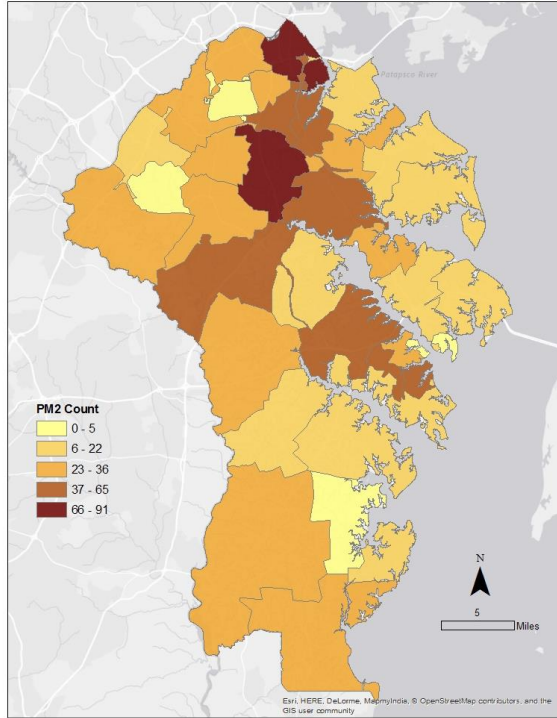 Patapsco River
PM2 Count
0 - 5
6 - 22
23 - 36
37 - 65
66 - 91
N
5
Miles
Esri, HERE, DeLorme, MapmyIndia, © OpenStreetMap contributors, and the
GIS user community